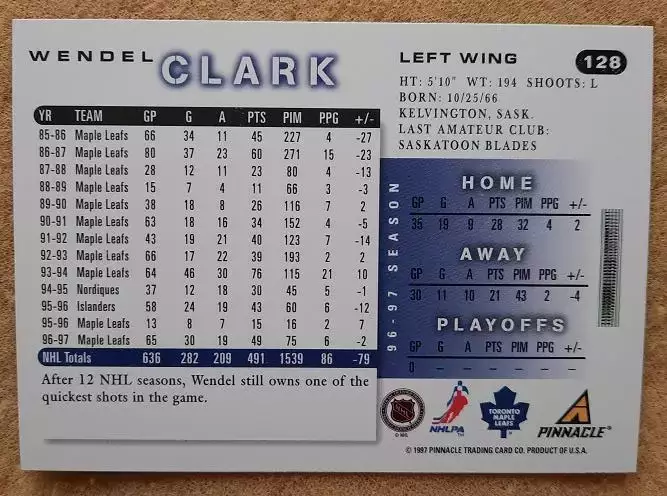 WENDEL CLARK
LEFT WING 128
HT: 5'10" WT: 194 SHOOTS: L
BORN: 10/25/66
KELVINGTON, SASK.
LAST AMATEUR CLUB:
SASKATOON BLADES
YR TEAM GP G A PTS PIM PPG +/-
85-86 Maple Leafs 66 34 11 45 227 4 -27
86-87 Maple Leafs 80 37 23 60 271 15 -23
87-88 Maple Leafs 28 12 11 23 80 4 -13
88-89 Maple Leafs 15 7 4 11 66 3 -3
89-90 Maple Leafs 38 18 8 26 116 7 2
90-91 Maple Leafs 63 18 16 34 152 4 -5
91-92 Maple Leafs 43 19 21 40 123 7 -14
92-93 Maple Leafs 66 17 22 39 193 2 2
93-94 Maple Leafs 64 46 30 76 115 21 10
94-95 Nordiques 37 12 18 30 45 5 -1
95-96 Islanders 58 24 19 43 60 6 -12
95-96 Maple Leafs 13 8 7 15 16 2 7
96-97 Maple Leafs 65 30 19 49 75 6 -2
NHL Totals 636 282 209 491 1539 86 -79
After 12 NHL seasons, Wendel still owns one of the
quickest shots in the game.
96-97 SEASON
HOME
GP G A PTS PIM PPG +/-
35 19 9 28 32 4 2
AWAY
GP G A PTS PIM PPG +/-
30 11 10 21 43 2 -4
PLAYOFFS
GP G A PTS PIM PPG +/-
0 – – – – – –
NHL
© NHL
NHLPA
TORONTO
MAPLE
LEAFS
PINNACLE
© 1997 PINNACLE TRADING CARD CO. PRODUCT OF U.S.A.